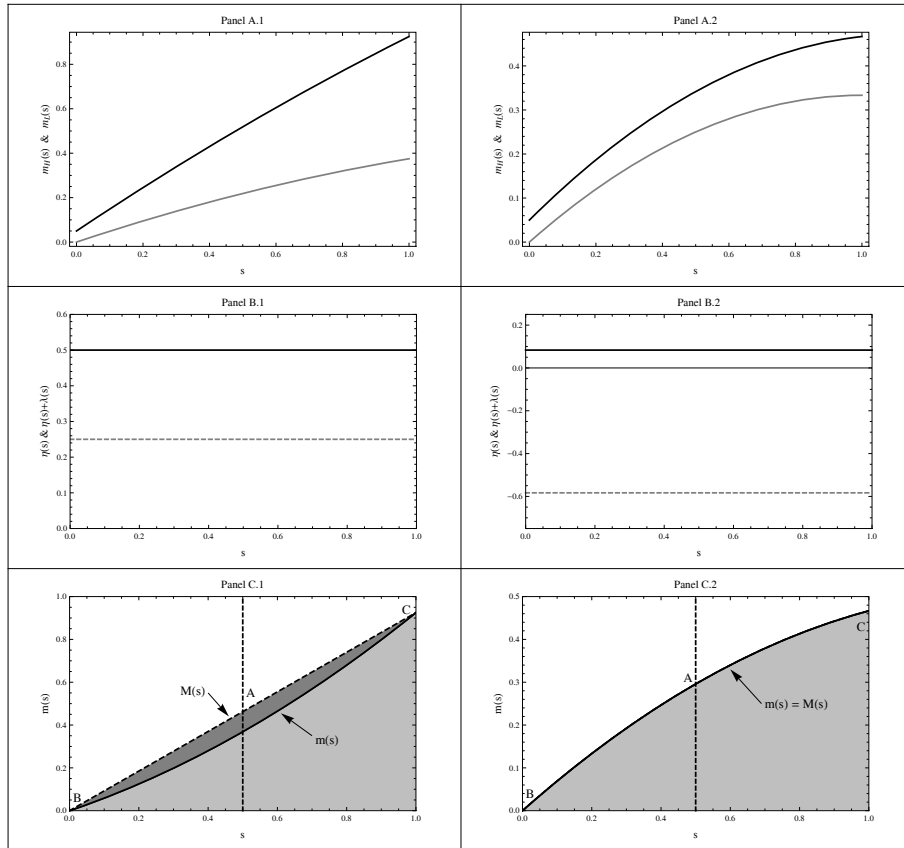 Panel A.1
m_H(s) & m_L(s)
0.8
0.6
0.4
0.2
0.0
0.0 0.2 0.4 0.6 0.8 1.0
s
Panel A.2
m_H(s) & m_L(s)
0.4
0.3
0.2
0.1
0.0
0.0 0.2 0.4 0.6 0.8 1.0
s
Panel B.1
η(s) & η(s)+λ(s)
0.6
0.5
0.4
0.3
0.2
0.1
0.0
0.0 0.2 0.4 0.6 0.8 1.0
s
Panel B.2
η(s) & η(s)+λ(s)
0.2
0.0
−0.2
−0.4
−0.6
0.0 0.2 0.4 0.6 0.8 1.0
s
Panel C.1
m(s)
1.0
0.8
0.6
0.4
0.2
0.0
C
M(s)
A
m(s)
B
0.0 0.2 0.4 0.6 0.8 1.0
s
Panel C.2
m(s)
0.5
0.4
0.3
0.2
0.1
0.0
C
A
m(s) = M(s)
B
0.0 0.2 0.4 0.6 0.8 1.0
s